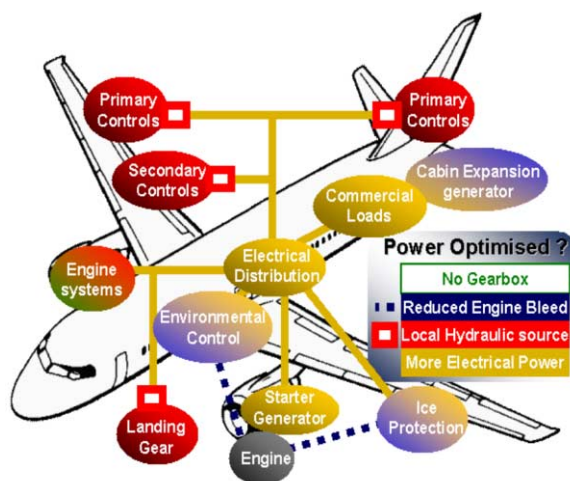 Primary
Controls
Primary
Controls
Secondary
Controls
Cabin Expansion
generator
Commercial
Loads
Power Optimised ?
No Gearbox
Reduced Engine Bleed
Local Hydraulic source
More Electrical Power
Electrical
Distribution
Engine
systems
Environmental
Control
Starter
Generator
Ice
Protection
Landing
Gear
Engine